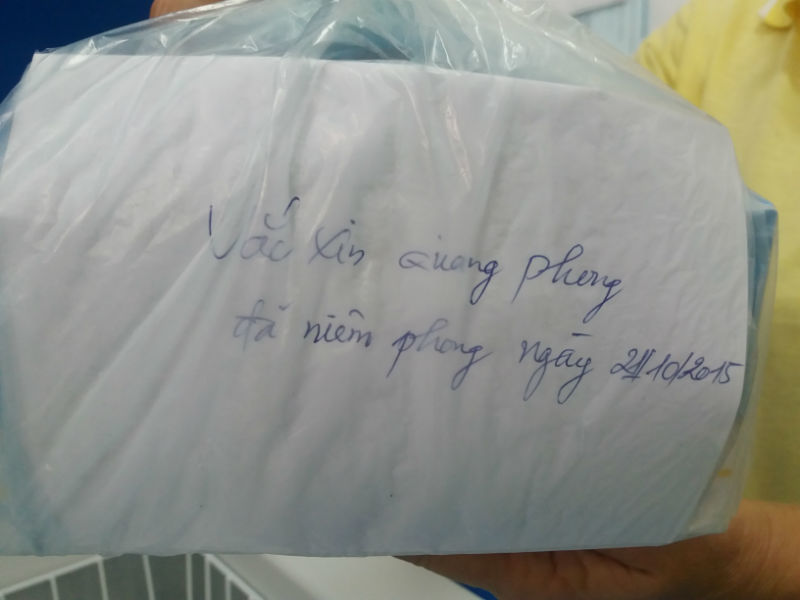 Vắc xin Quang phong
đã niêm phong ngày 21/10/2015